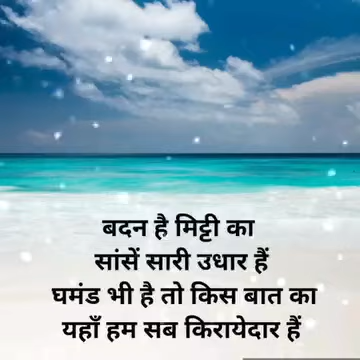 बदन है मिट्टी का
सांसें सारी उधार हैं
घमंड भी है तो किस बात का
यहाँ हम सब किरायेदार हैं